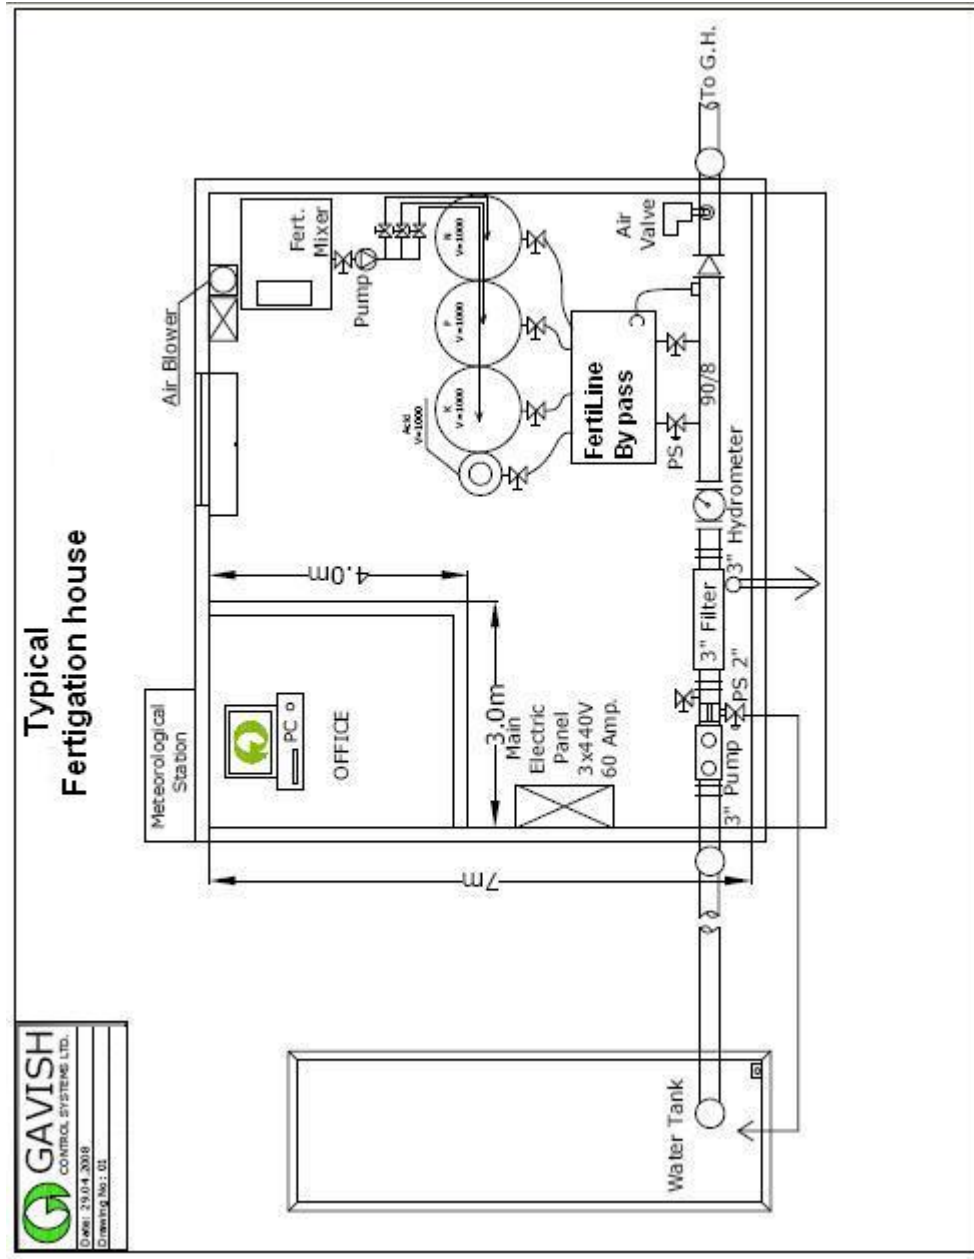 Typical
Fertigation house
GAVISH
CONTROL SYSTEMS LTD.
Date: 29.04.2008
Drawing No: 01
Meteorological
Station
PC
OFFICE
4.0m
3.0m
7m
Main
Electric
Panel
3x440V
60 Amp.
Air Blower
Fert.
Mixer
Pump
N
V=1000
P
V=1000
K
V=1000
Acid
V=1000
FertiLine
By pass
Air
Valve
To G.H.
PS
90/8
3" Hydrometer
3" Filter
PS 2"
3" Pump
Water Tank